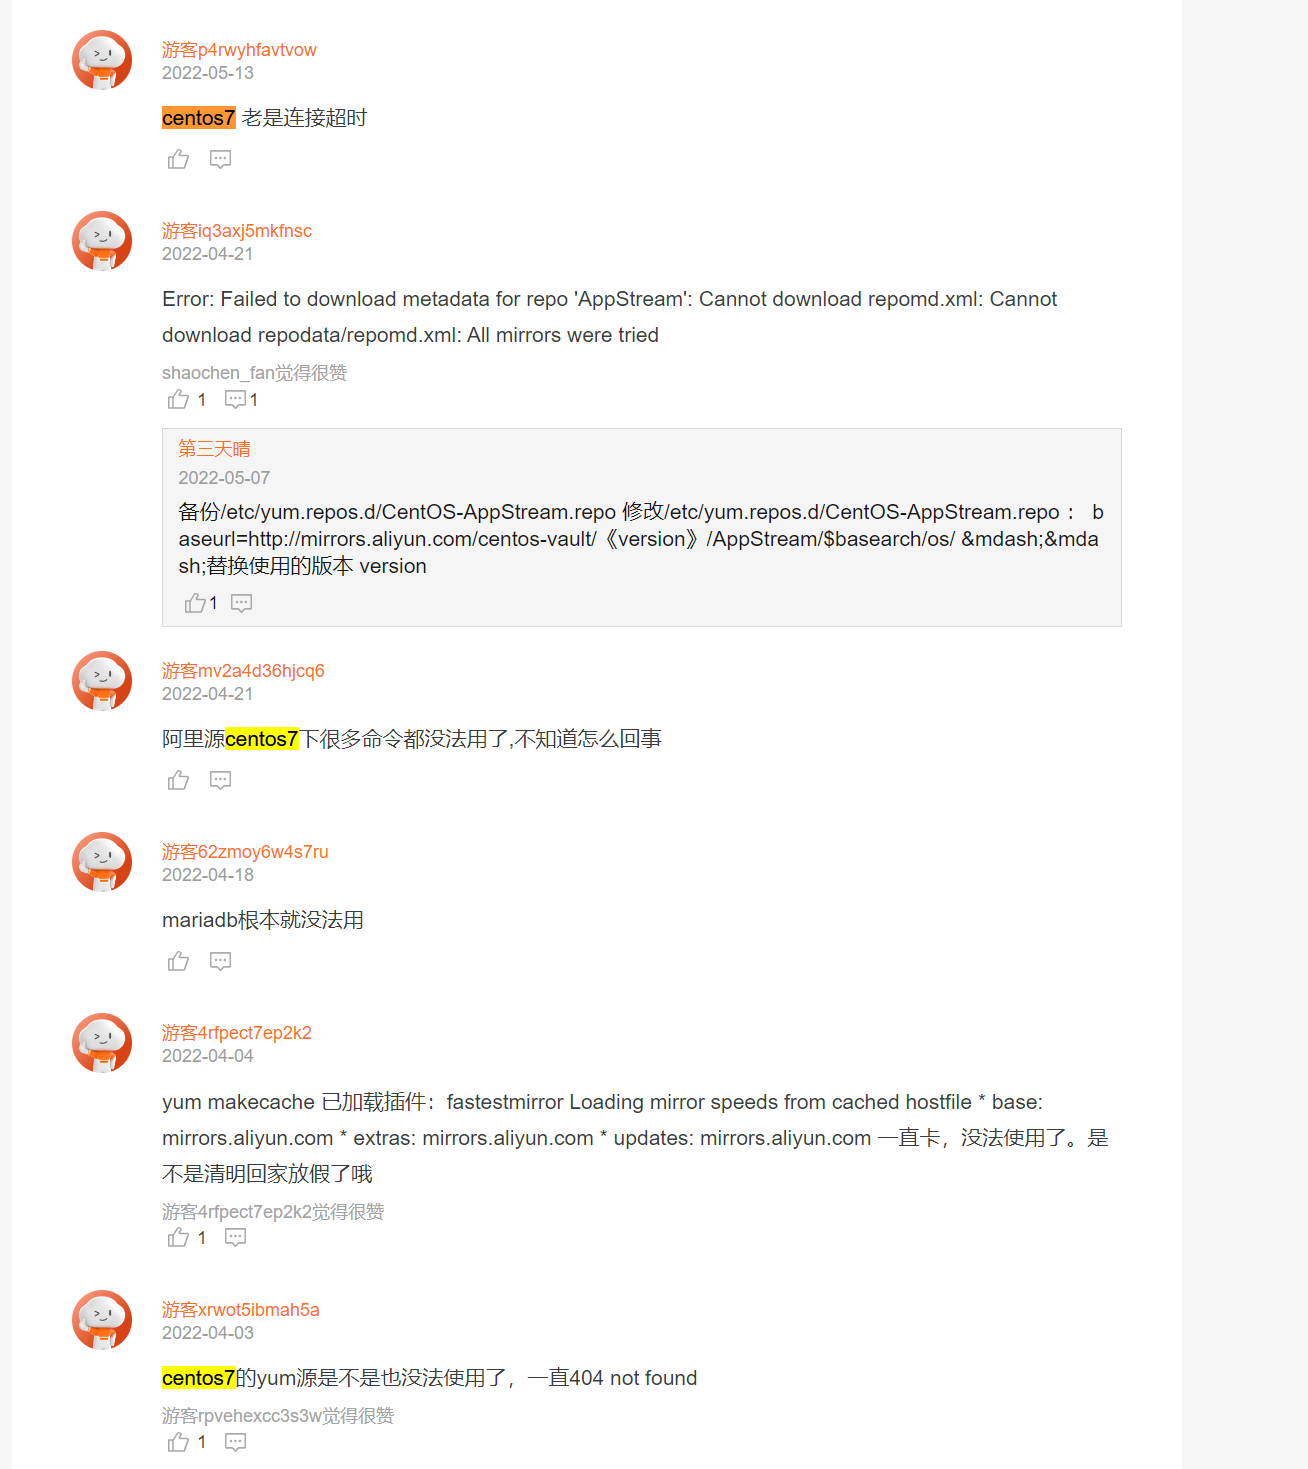 游客p4rwyhfavtvow
2022-05-13
centos7 老是连接超时
游客iq3axj5mkfnsc
2022-04-21
Error: Failed to download metadata for repo 'AppStream': Cannot download repomd.xml: Cannot
download repodata/repomd.xml: All mirrors were tried
shaochen_fan觉得很赞
1 1
第三天晴
2022-05-07
备份/etc/yum.repos.d/CentOS-AppStream.repo 修改/etc/yum.repos.d/CentOS-AppStream.repo ： b
aseurl=http://mirrors.aliyun.com/centos-vault/《version》/AppStream/$basearch/os/ &mdash;&mda
sh;替换使用的版本 version
1
游客mv2a4d36hjcq6
2022-04-21
阿里源centos7下很多命令都没法用了,不知道怎么回事
游客62zmoy6w4s7ru
2022-04-18
mariadb根本就没法用
游客4rfpect7ep2k2
2022-04-04
yum makecache 已加载插件：fastestmirror Loading mirror speeds from cached hostfile * base:
mirrors.aliyun.com * extras: mirrors.aliyun.com * updates: mirrors.aliyun.com 一直卡，没法使用了。是
不是清明回家放假了哦
游客4rfpect7ep2k2觉得很赞
1
游客xrwot5ibmah5a
2022-04-03
centos7的yum源是不是也没法使用了，一直404 not found
游客rpvehexcc3s3w觉得很赞
1